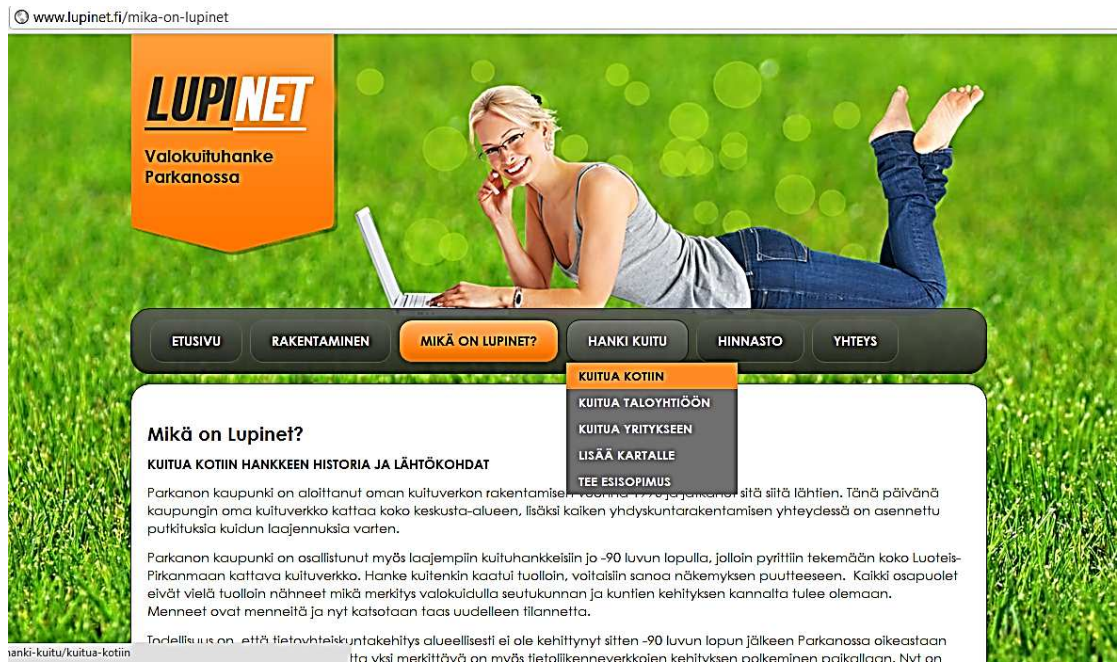 www.lupinet.fi/mika-on-lupinet
LUPINET
Valokuituhanke
Parkanossa
ETUSIVU RAKENTAMINEN MIKÄ ON LUPINET? HANKI KUITU HINNASTO YHTEYS
KUITUA KOTIIN
KUITUA TALOYHTIÖÖN
KUITUA YRITYKSEEN
LISÄÄ KARTALLE
TEE ESISOPIMUS
Mikä on Lupinet?
KUITUA KOTIIN HANKKEEN HISTORIA JA LÄHTÖKOHDAT
Parkanon kaupunki on aloittanut oman kuituverkon rakentamisen sitä siitä lähtien. Tänä päivänä
kaupungin oma kuituverkko kattaa koko keskusta-alueen, lisäksi kaiken yhdyskuntarakentamisen yhteydessä on asennettu
putkituksia kuidun laajennuksia varten.
Parkanon kaupunki on osallistunut myös laajempiin kuituhankkeisiin jo -90 luvun lopulla, jolloin pyrittiin tekemään koko Luoteis-
Pirkanmaan kattava kuituverkko. Hanke kuitenkin kaatui tuolloin, voitaisiin sanoa näkemyksen puutteeseen. Kaikki osapuolet
eivät vielä tuolloin nähneet mikä merkitys valokuidulla seutukunnan ja kuntien kehityksen kannalta tulee olemaan.
Menneet ovat menneitä ja nyt katsotaan taas uudelleen tilannetta.
Todellisuus on, että tietoyhteiskuntakehitys alueellisesti ei ole kehittynyt sitten -90 luvun lopun jälkeen Parkanossa oikeastaan
yksi merkittävä on myös tietoliikenneverkkojen kehityksen polkeminen paikallaan. Nyt on
hanki-kuitu/kuitua-kotiin